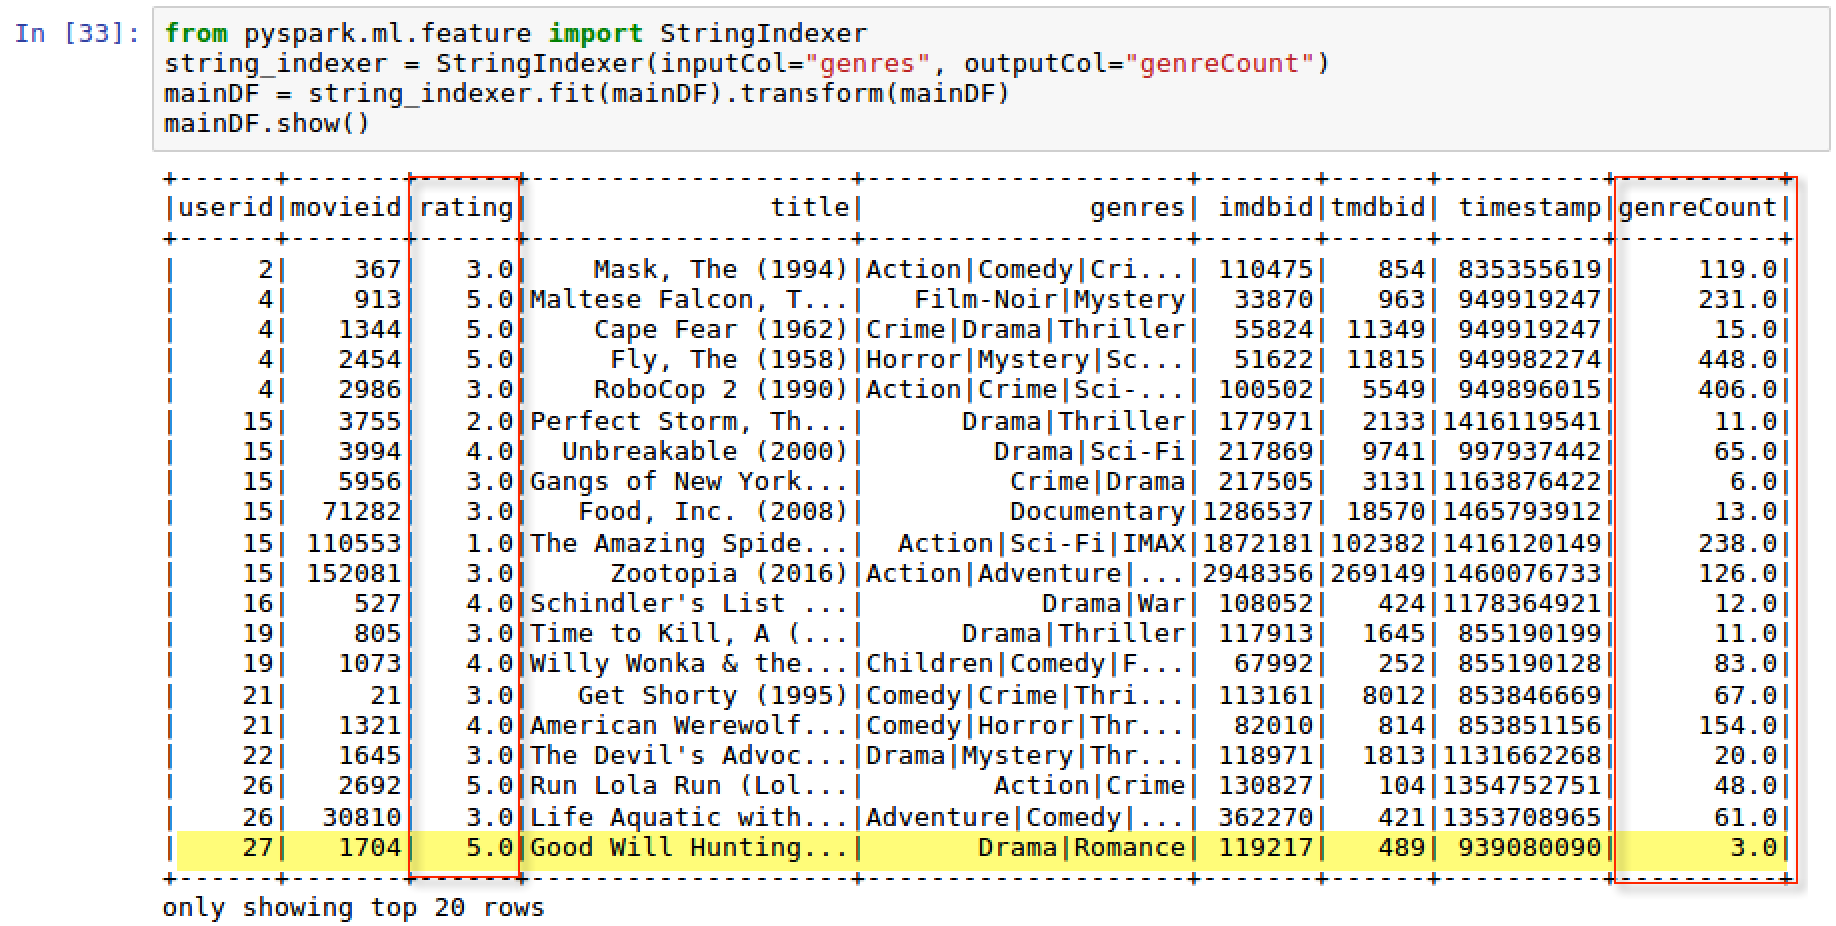 In [33]: from pyspark.ml.feature import StringIndexer
string_indexer = StringIndexer(inputCol="genres", outputCol="genreCount")
mainDF = string_indexer.fit(mainDF).transform(mainDF)
mainDF.show()
+------+-------+------+--------------------+--------------------+-------+------+----------+----------+
|userid|movieid|rating|               title|              genres| imdbid|tmdbid| timestamp|genreCount|
+------+-------+------+--------------------+--------------------+-------+------+----------+----------+
|     2|    367|   3.0|    Mask, The (1994)|Action|Comedy|Cri...| 110475|   854| 835355619|     119.0|
|     4|    913|   5.0|Maltese Falcon, T...|   Film-Noir|Mystery|  33870|   963| 949919247|     231.0|
|     4|   1344|   5.0|    Cape Fear (1962)|Crime|Drama|Thriller|  55824| 11349| 949919247|      15.0|
|     4|   2454|   5.0|     Fly, The (1958)|Horror|Mystery|Sc...|  51622| 11815| 949982274|     448.0|
|     4|   2986|   3.0|    RoboCop 2 (1990)|Action|Crime|Sci-...| 100502|  5549| 949896015|     406.0|
|    15|   3755|   2.0|Perfect Storm, Th...|      Drama|Thriller| 177971|  2133|1416119541|      11.0|
|    15|   3994|   4.0|  Unbreakable (2000)|        Drama|Sci-Fi| 217869|  9741| 997937442|      65.0|
|    15|   5956|   3.0|Gangs of New York...|         Crime|Drama| 217505|  3131|1163876422|       6.0|
|    15|  71282|   3.0|   Food, Inc. (2008)|         Documentary|1286537| 18570|1465793912|      13.0|
|    15| 110553|   1.0|The Amazing Spide...|  Action|Sci-Fi|IMAX|1872181|102382|1416120149|     238.0|
|    15| 152081|   3.0|     Zootopia (2016)|Action|Adventure|...|2948356|269149|1460076733|     126.0|
|    16|    527|   4.0|Schindler's List ...|           Drama|War| 108052|   424|1178364921|      12.0|
|    19|    805|   3.0|Time to Kill, A (...|      Drama|Thriller| 117913|  1645| 855190199|      11.0|
|    19|   1073|   4.0|Willy Wonka & the...|Children|Comedy|F...|  67992|   252| 855190128|      83.0|
|    21|     21|   3.0|   Get Shorty (1995)|Comedy|Crime|Thri...| 113161|  8012| 853846669|      67.0|
|    21|   1321|   4.0|American Werewolf...|Comedy|Horror|Thr...|  82010|   814| 853851156|     154.0|
|    22|   1645|   3.0|The Devil's Advoc...|Drama|Mystery|Thr...| 118971|  1813|1131662268|      20.0|
|    26|   2692|   5.0|Run Lola Run (Lol...|        Action|Crime| 130827|   104|1354752751|      48.0|
|    26|  30810|   3.0|Life Aquatic with...|Adventure|Comedy|...| 362270|   421|1353708965|      61.0|
|    27|   1704|   5.0|Good Will Hunting...|       Drama|Romance| 119217|   489| 939080090|       3.0|
+------+-------+------+--------------------+--------------------+-------+------+----------+----------+
only showing top 20 rows